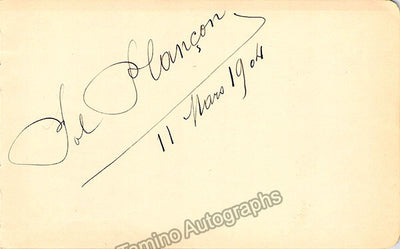 Pol Plançon
11 Mars 1904
Tamino Autographs